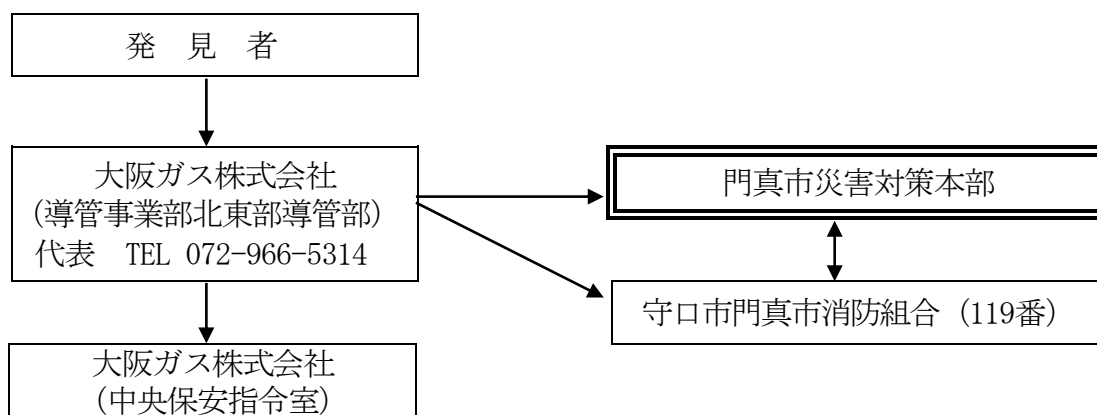 発 見 者
大阪ガス株式会社
(導管事業部北東部導管部)
代表 TEL 072-966-5314
門真市災害対策本部
守口市門真市消防組合 (119番)
大阪ガス株式会社
(中央保安指令室)